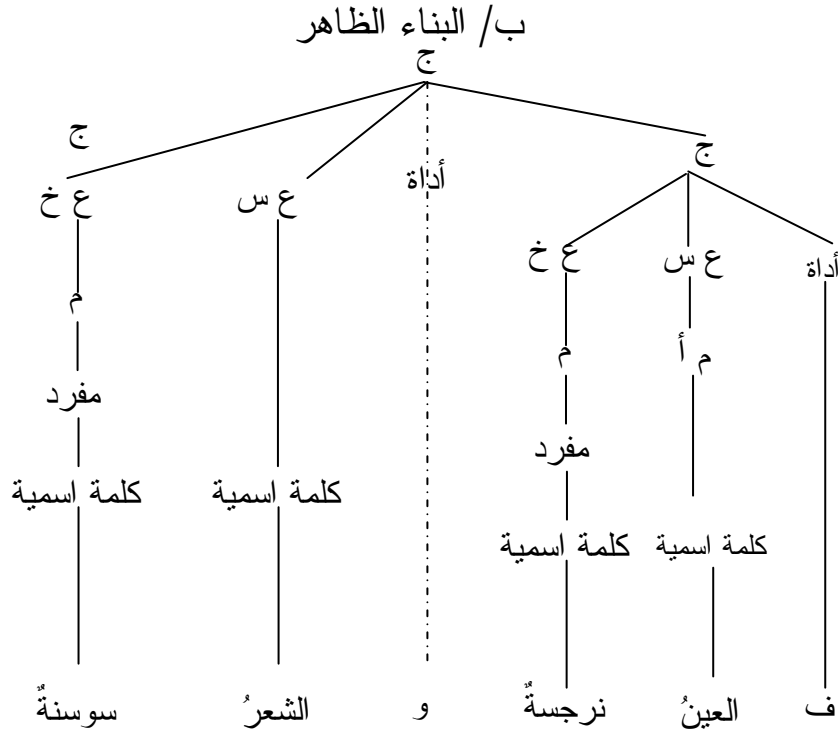 ب/ البناء الظاهر
ج
ج
ج
أداة
ع س
ع خ
أداة
ع س
ع خ
م
م أ
م
مفرد
مفرد
كلمة اسمية
كلمة اسمية
كلمة اسمية
كلمة اسمية
ف
العينُ
نرجسةٌ
و
الشعرُ
سوسنةٌ